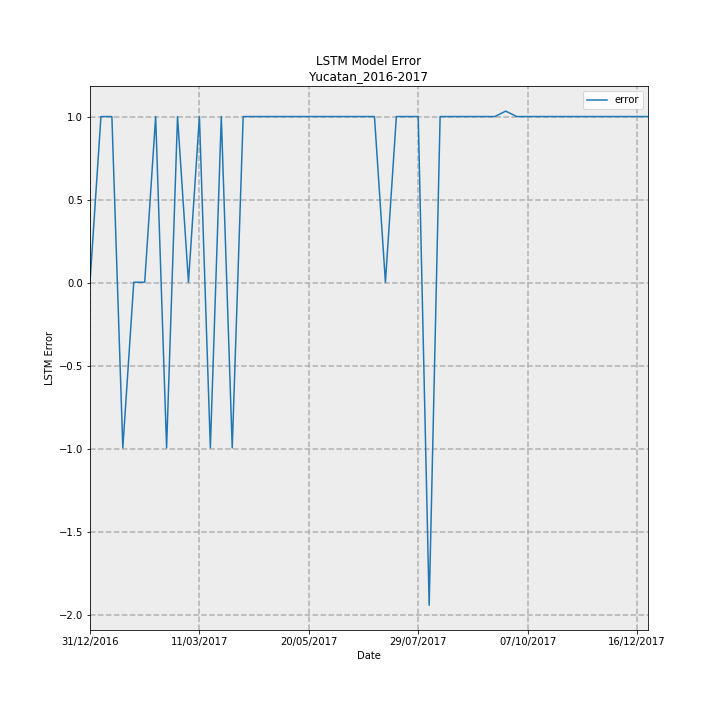 LSTM Model Error
Yucatan_2016-2017
error
1.0
0.5
0.0
−0.5
−1.0
−1.5
−2.0
LSTM Error
31/12/2016 11/03/2017 20/05/2017 29/07/2017 07/10/2017 16/12/2017
Date